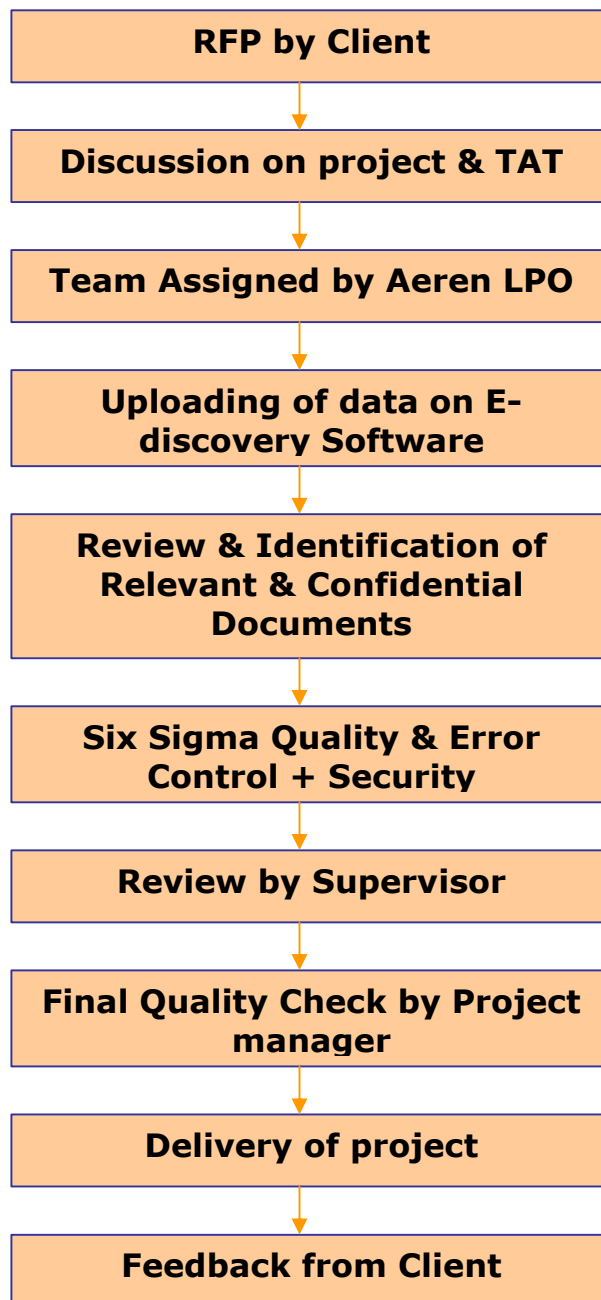 RFP by Client
Discussion on project & TAT
Team Assigned by Aeren LPO
Uploading of data on E-
discovery Software
Review & Identification of
Relevant & Confidential
Documents
Six Sigma Quality & Error
Control + Security
Review by Supervisor
Final Quality Check by Project
manager
Delivery of project
Feedback from Client